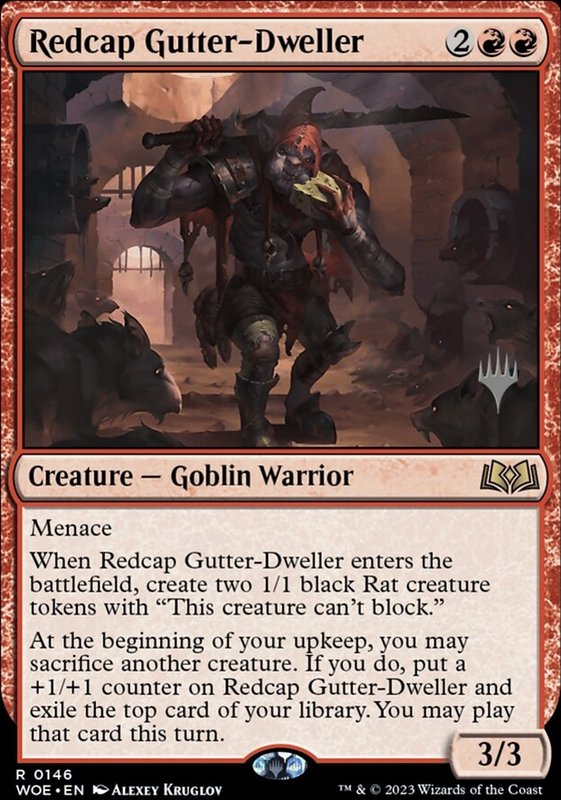 Redcap Gutter-Dweller 2
Creature — Goblin Warrior
Menace
When Redcap Gutter-Dweller enters the
battlefield, create two 1/1 black Rat creature
tokens with “This creature can’t block.”
At the beginning of your upkeep, you may
sacrifice another creature. If you do, put a
+1/+1 counter on Redcap Gutter-Dweller and
exile the top card of your library. You may play
that card this turn.
3/3
R 0146
WOE • EN Alexey Kruglov ™ & © 2023 Wizards of the Coast